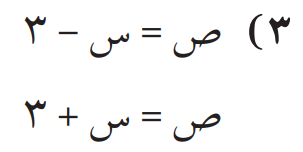 ٣) ص = س − ٣
ص = س + ٣